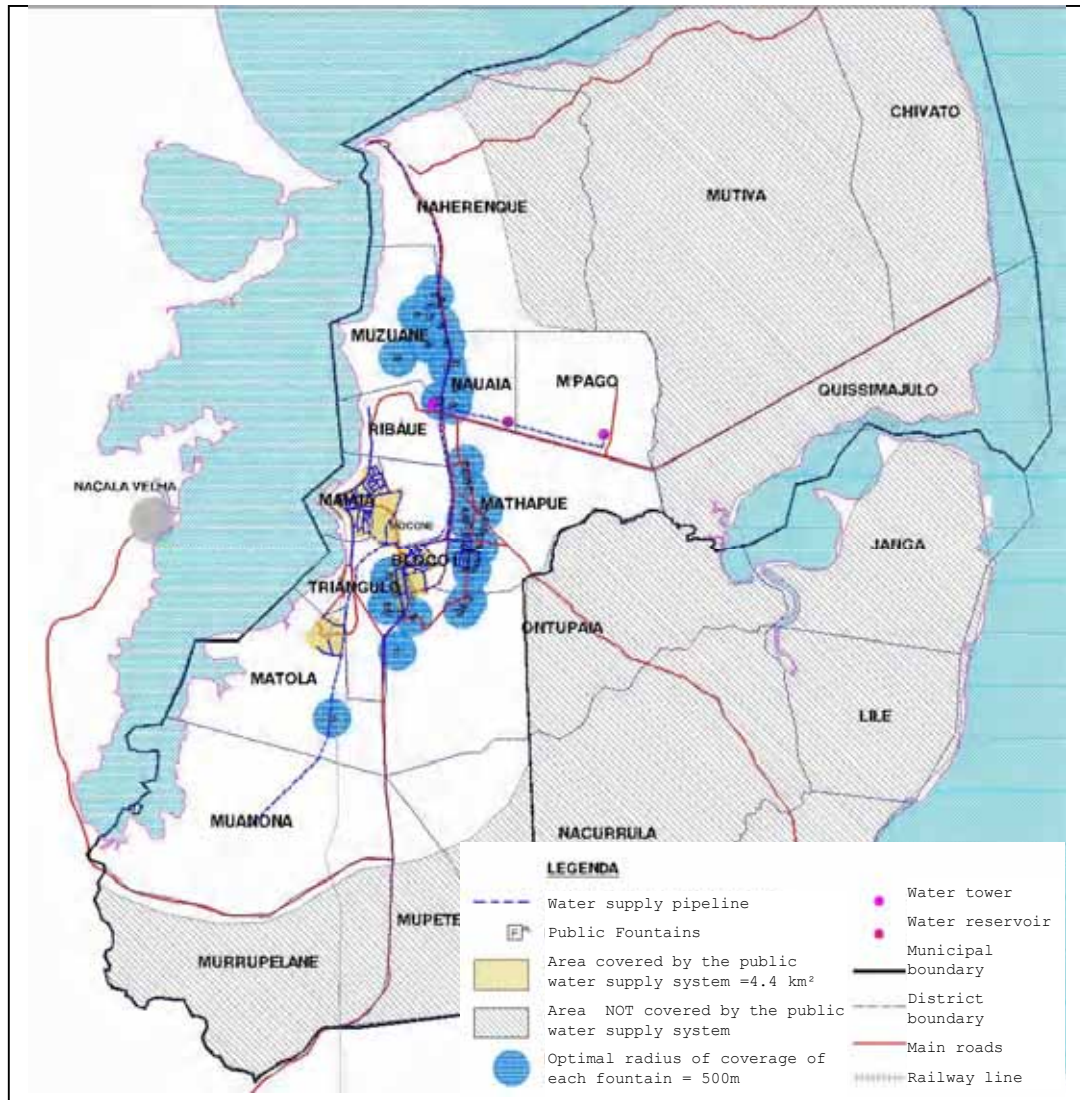 CHIVATO
MUTIVA
NAHERENQUE
MUZUANE
NAUAIA
M'PAGO
QUISSIMAJULO
RIBAUE
NACALA VELHA
MAIAIA
MATHAPUE
MOCONE
JANGA
BLOCO I
TRIANGULO
ONTUPAIA
MATOLA
LILE
MUANONA
NACURRULA
MUPETE
MURRUPELANE
LEGENDA
Water supply pipeline
F Public Fountains
Area covered by the public
water supply system =4.4 km²
Area NOT covered by the public
water supply system
Optimal radius of coverage of
each fountain = 500m
Water tower
Water reservoir
Municipal
boundary
District
boundary
Main roads
Railway line